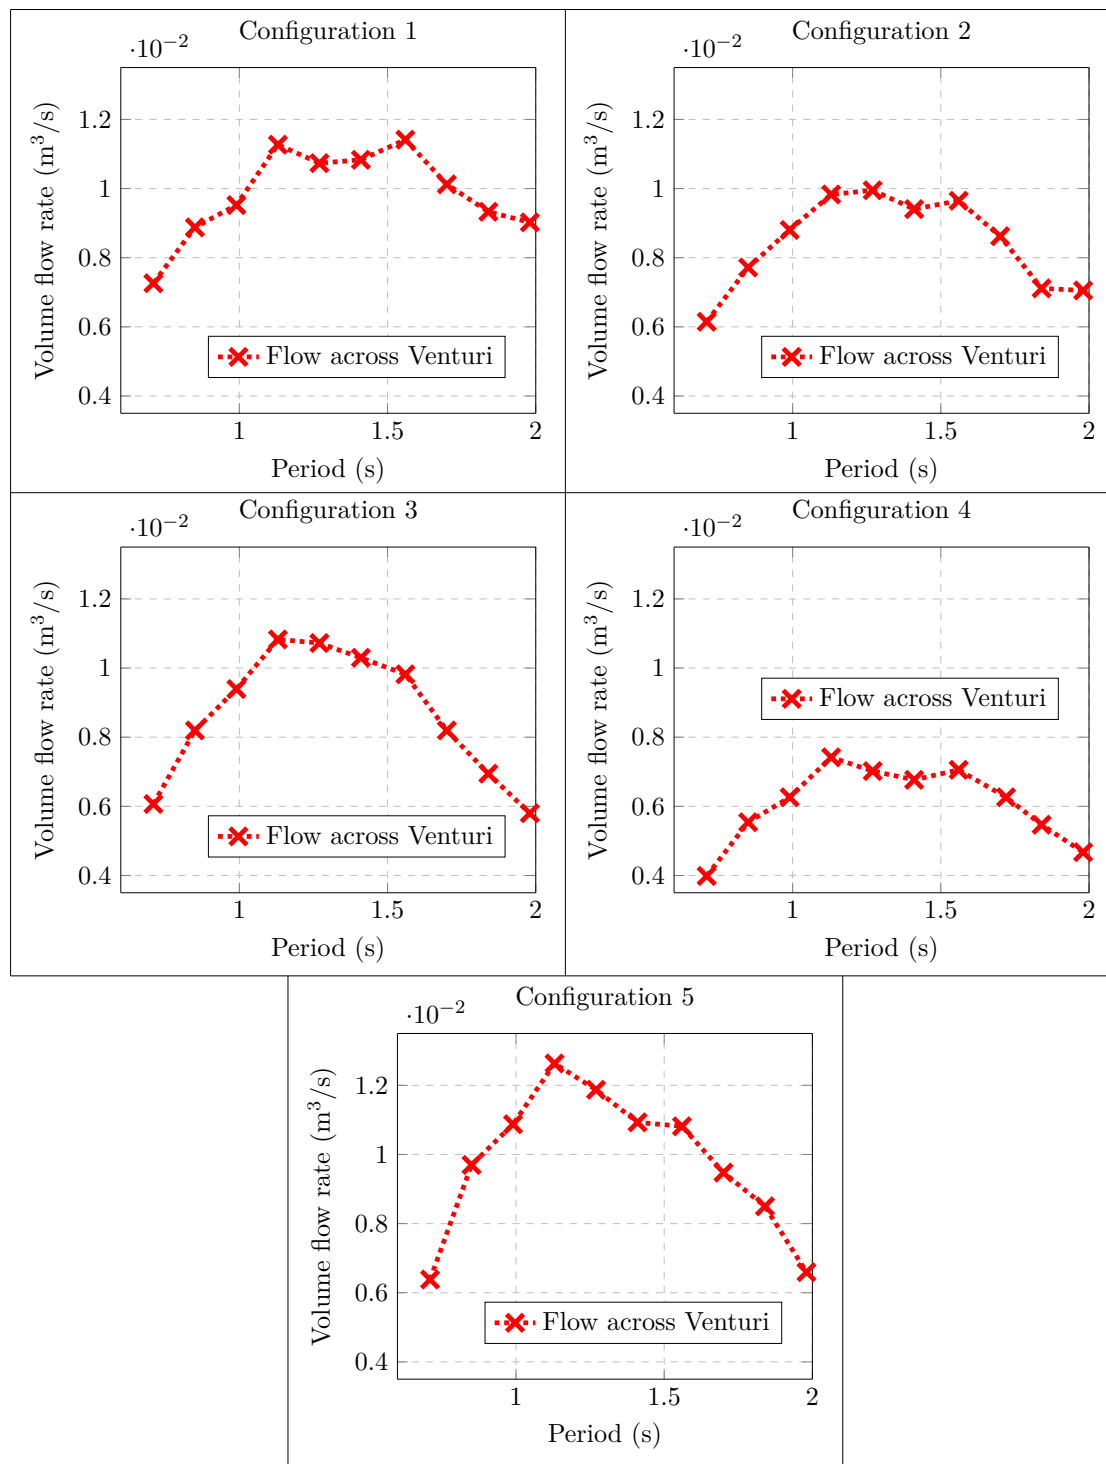 Configuration 1
·10⁻²
Volume flow rate (m³/s)
1.2
1
0.8
0.6
0.4
Flow across Venturi
1
1.5
2
Period (s)
Configuration 2
·10⁻²
Volume flow rate (m³/s)
1.2
1
0.8
0.6
0.4
Flow across Venturi
1
1.5
2
Period (s)
Configuration 3
·10⁻²
Volume flow rate (m³/s)
1.2
1
0.8
0.6
0.4
Flow across Venturi
1
1.5
2
Period (s)
Configuration 4
·10⁻²
Volume flow rate (m³/s)
1.2
1
0.8
0.6
0.4
Flow across Venturi
1
1.5
2
Period (s)
Configuration 5
·10⁻²
Volume flow rate (m³/s)
1.2
1
0.8
0.6
0.4
Flow across Venturi
1
1.5
2
Period (s)